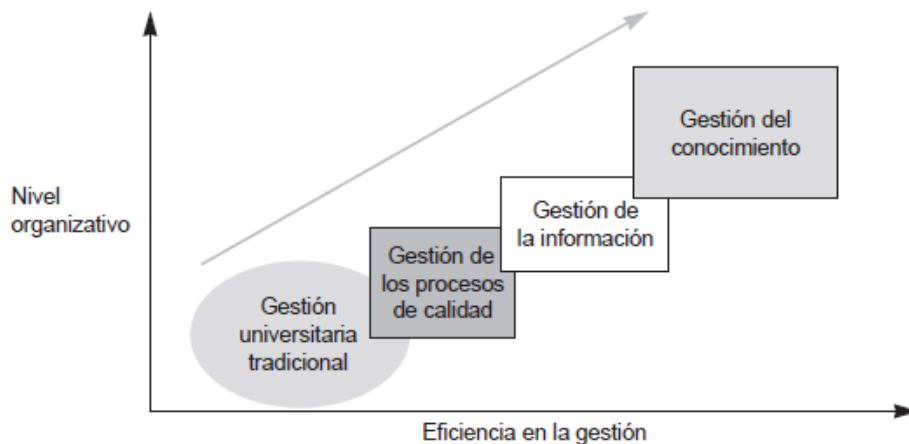 Gestión del
conocimiento
Nivel
organizativo
Gestión de
la información
Gestión de
los procesos
de calidad
Gestión
universitaria
tradicional
Eficiencia en la gestión